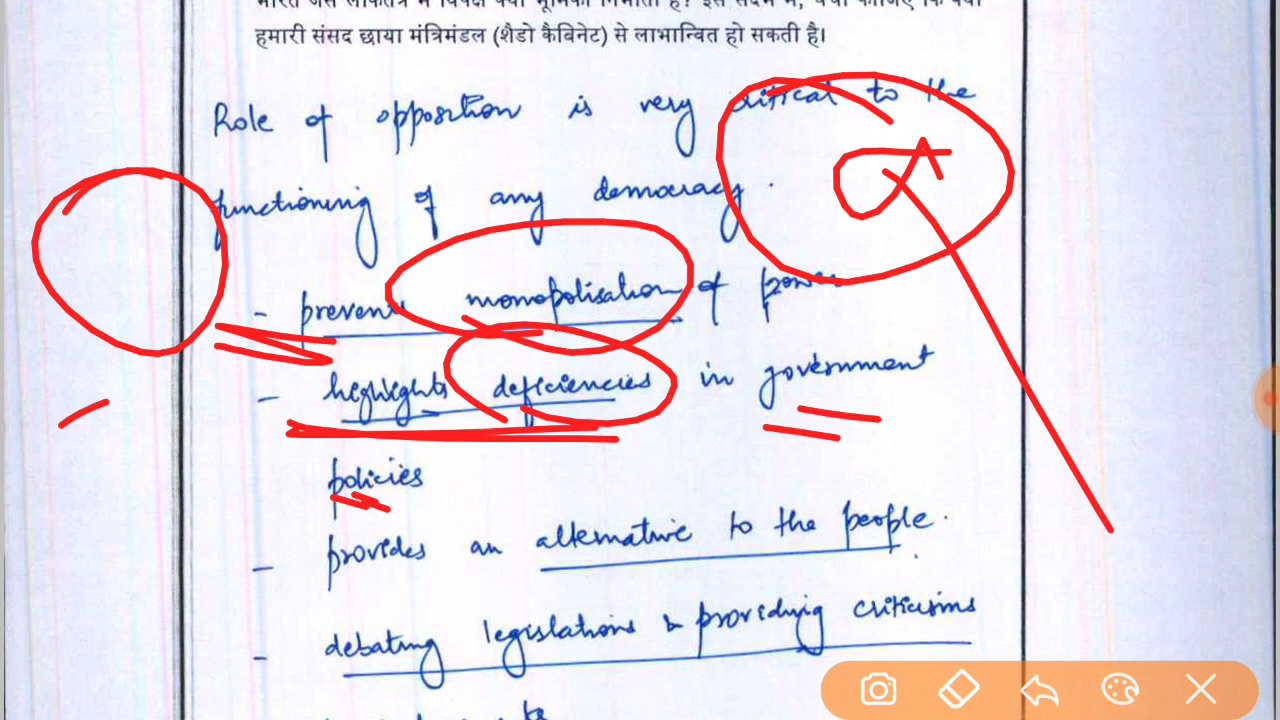 हमारी संसद छाया मंत्रिमंडल (शैडो कैबिनेट) से लाभान्वित हो सकती है।
Role of opposition is very critical to the
functioning of any democracy.
- prevents monopolisation of power
- highlights deficiencies in government
policies
- provides an alternative to the people.
- debating legislations & providing criticisms